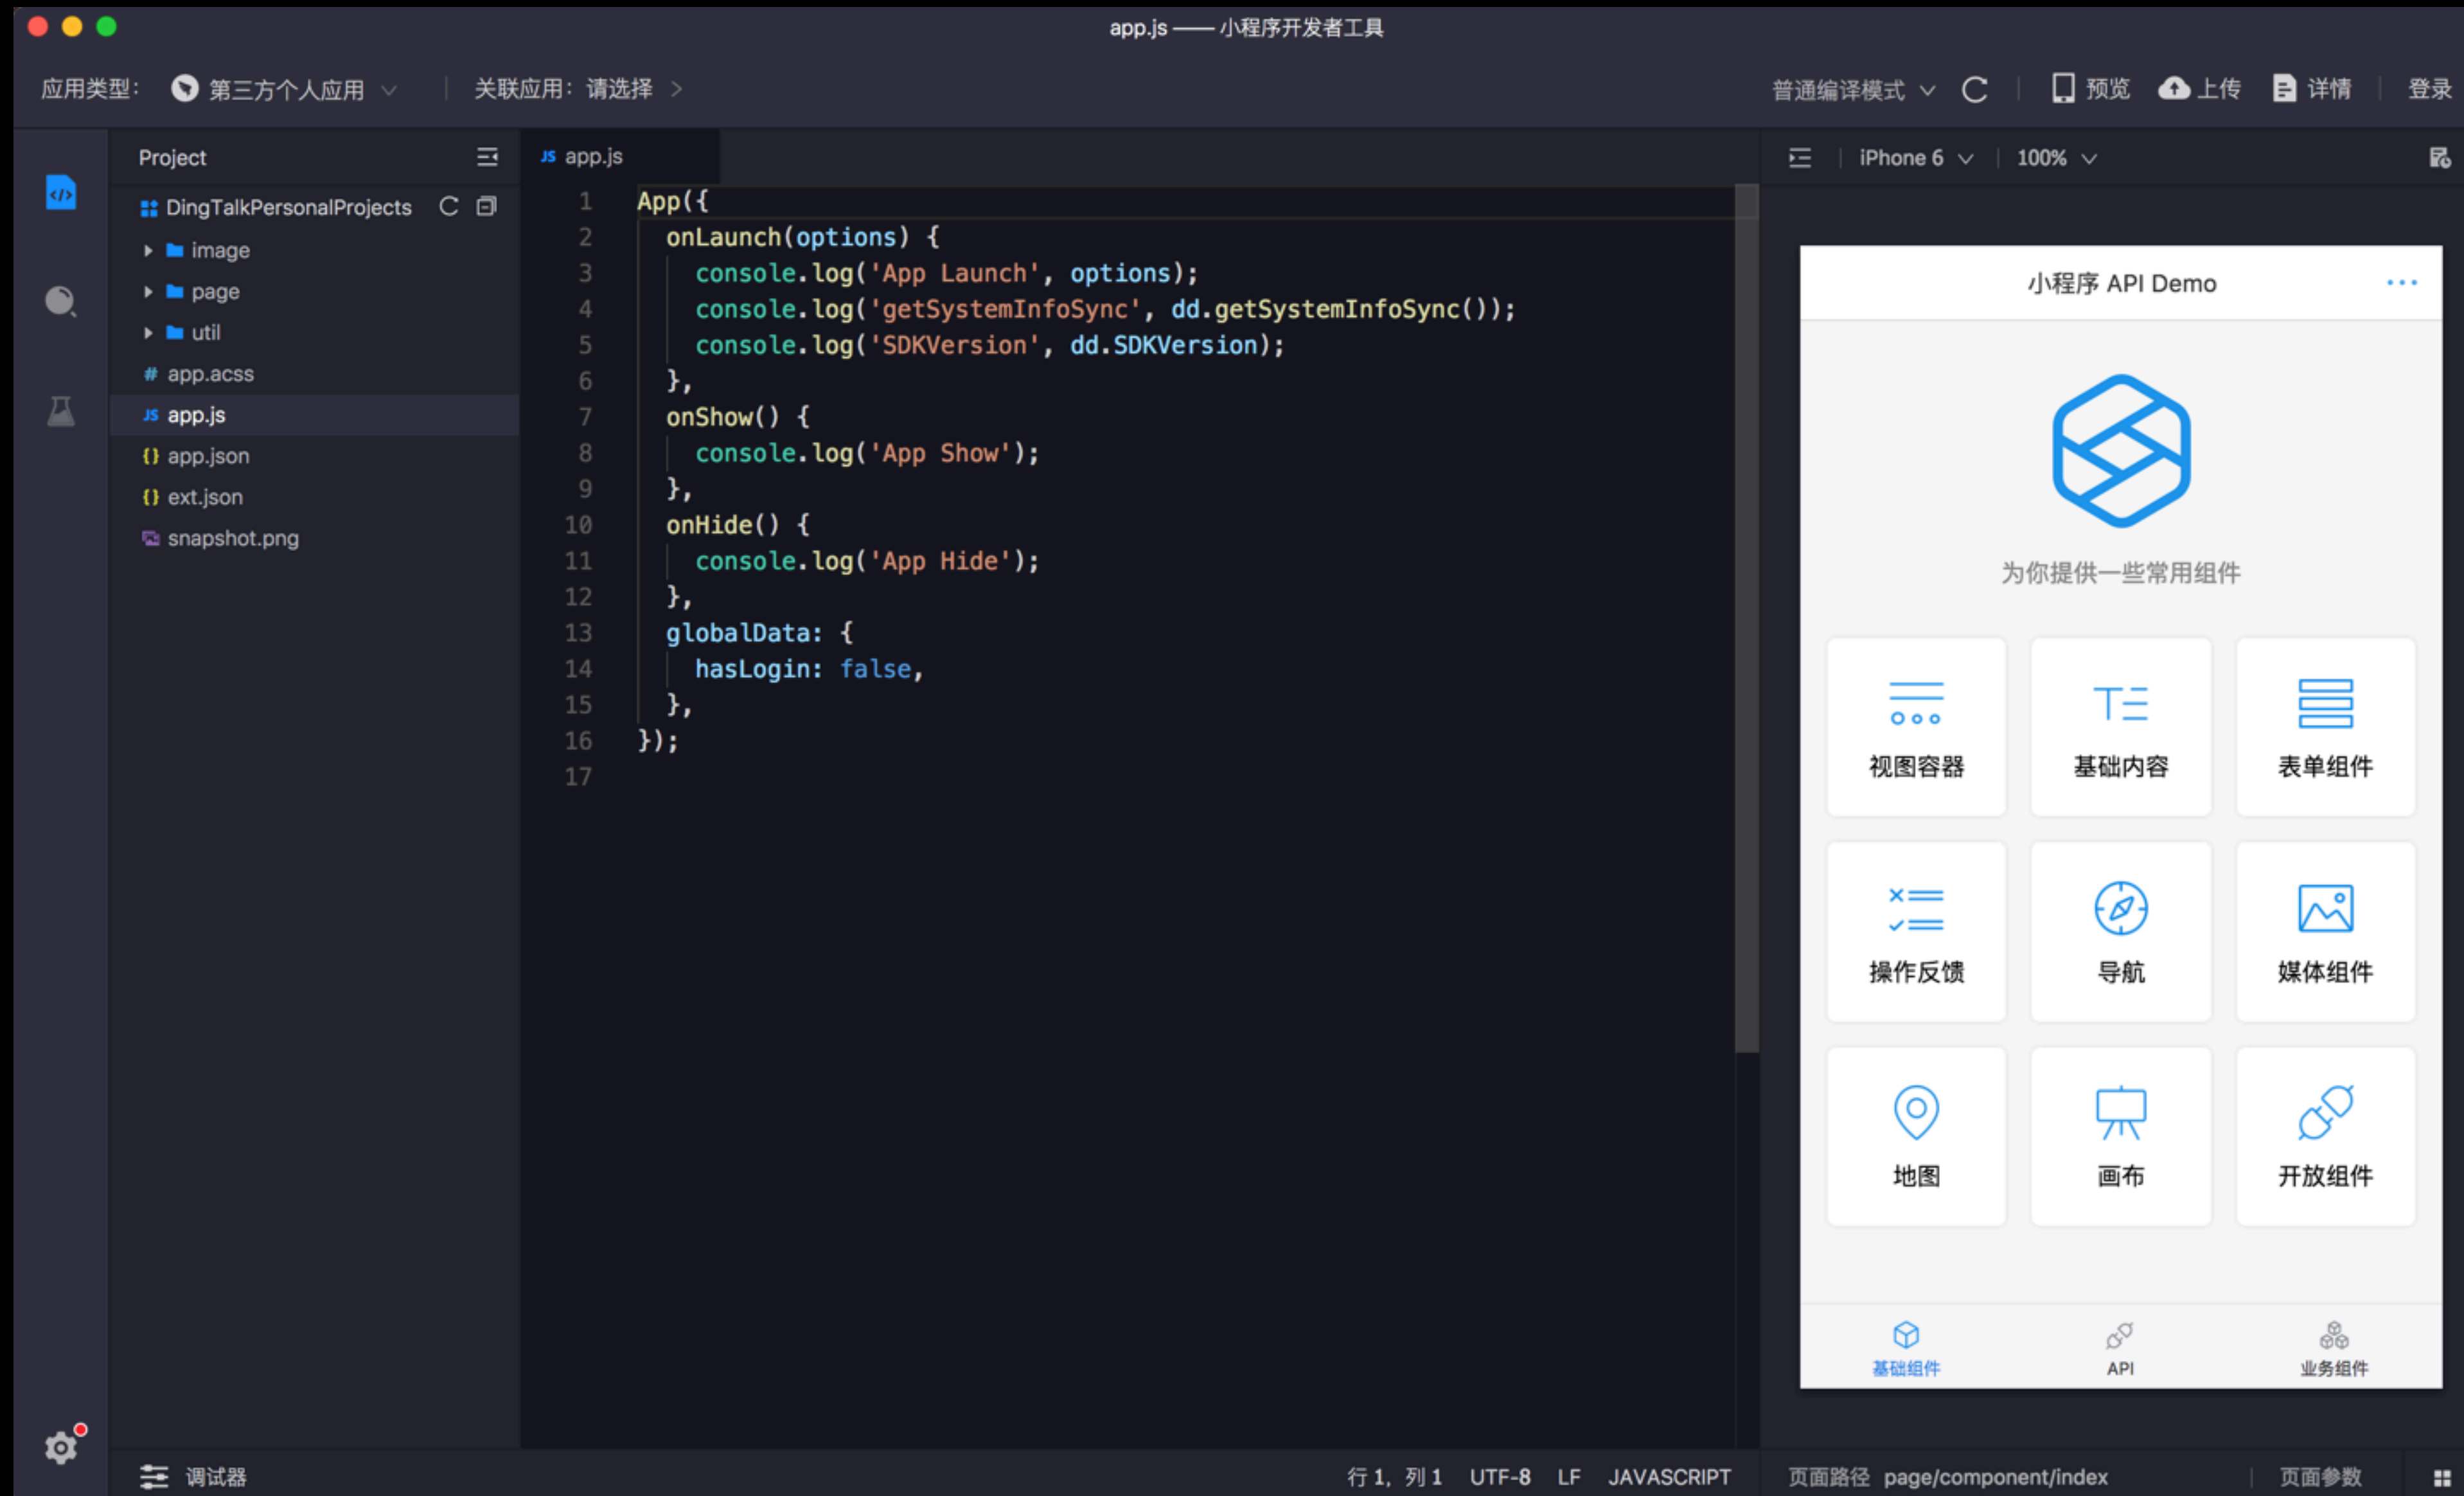 app.js —— 小程序开发者工具
应用类型： 第三方个人应用 关联应用：请选择 >
普通编译模式 预览 上传 详情 登录
Project
DingTalkPersonalProjects
image
page
util
# app.acss
JS app.js
{} app.json
{} ext.json
snapshot.png
JS app.js
1 App({
2   onLaunch(options) {
3     console.log('App Launch', options);
4     console.log('getSystemInfoSync', dd.getSystemInfoSync());
5     console.log('SDKVersion', dd.SDKVersion);
6   },
7   onShow() {
8     console.log('App Show');
9   },
10   onHide() {
11     console.log('App Hide');
12   },
13   globalData: {
14     hasLogin: false,
15   },
16 });
17
iPhone 6 100%
小程序 API Demo
为你提供一些常用组件
视图容器 基础内容 表单组件
操作反馈 导航 媒体组件
地图 画布 开放组件
基础组件 API 业务组件
调试器
行 1，列 1 UTF-8 LF JAVASCRIPT
页面路径 page/component/index 页面参数